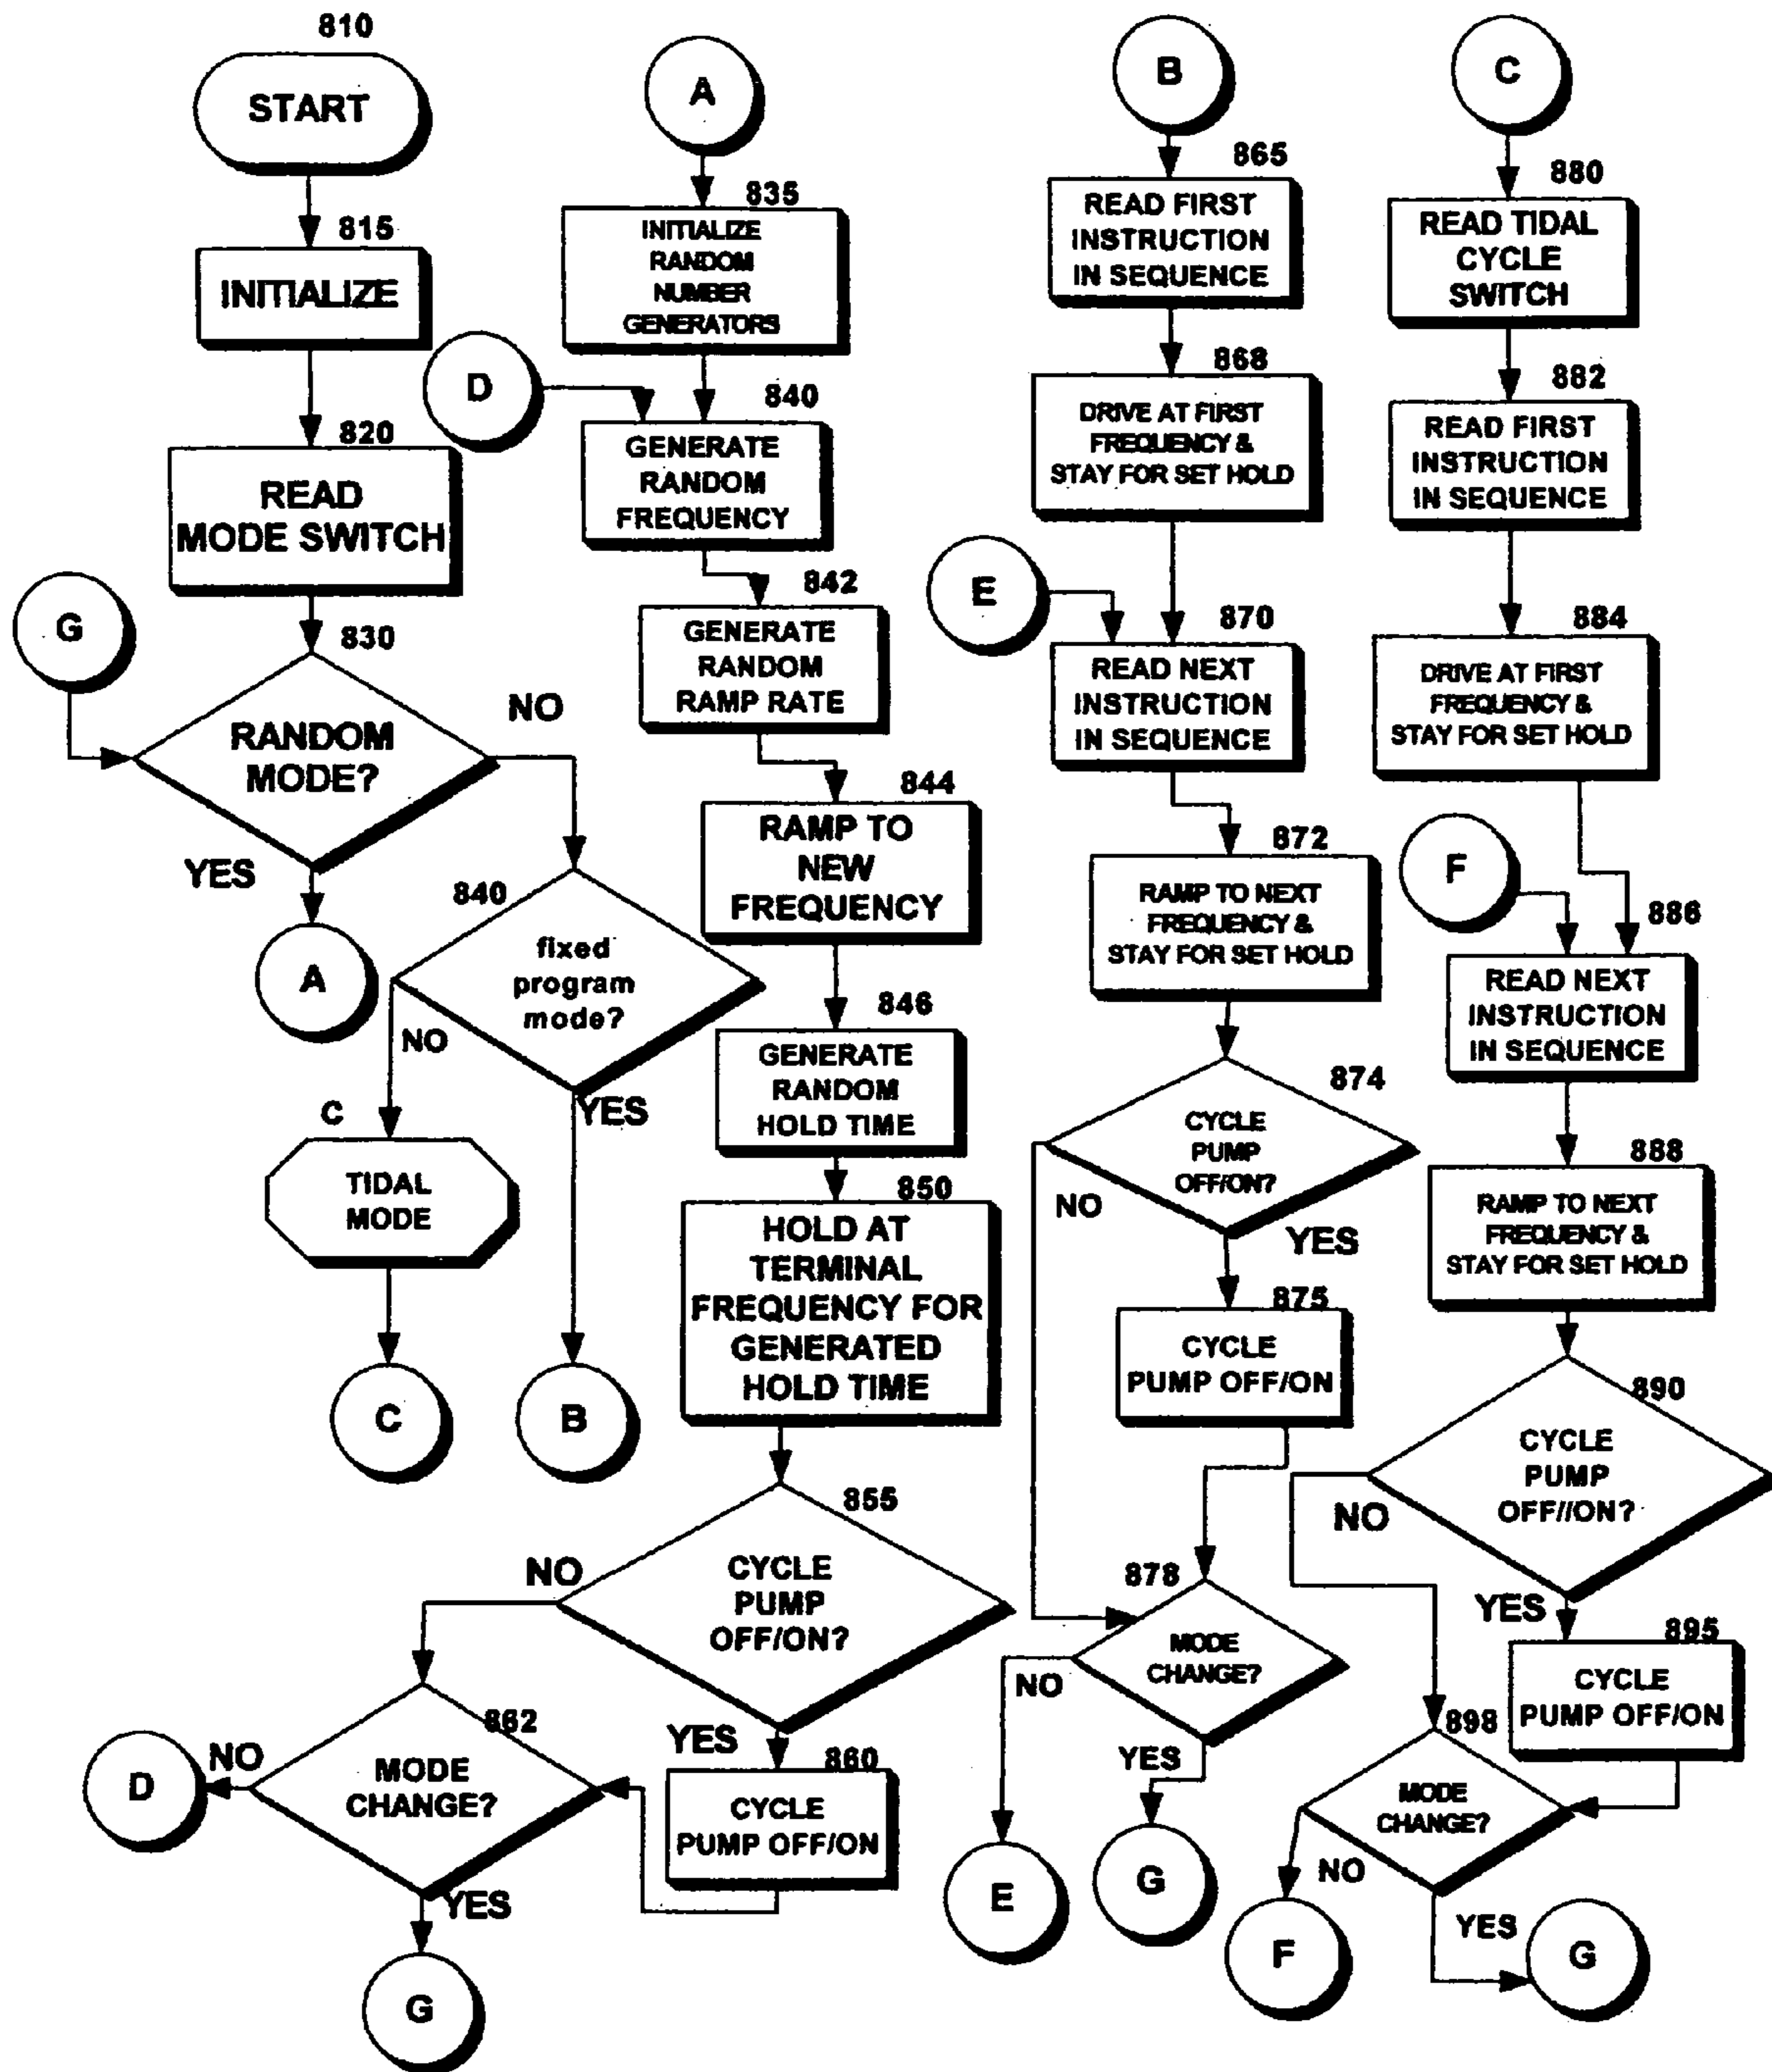 810
START
815
INITIALIZE
820
READ
MODE SWITCH
G
830
RANDOM
MODE?
NO
YES
A
840
fixed
program
mode?
NO
YES
C
TIDAL
MODE
C
B
A
835
INITIALIZE
RANDOM
NUMBER
GENERATORS
D
840
GENERATE
RANDOM
FREQUENCY
842
GENERATE
RANDOM
RAMP RATE
844
RAMP TO
NEW
FREQUENCY
846
GENERATE
RANDOM
HOLD TIME
850
HOLD AT
TERMINAL
FREQUENCY FOR
GENERATED
HOLD TIME
855
CYCLE
PUMP
OFF/ON?
NO
YES
860
CYCLE
PUMP OFF/ON
862
MODE
CHANGE?
NO
D
YES
G
B
865
READ FIRST
INSTRUCTION
IN SEQUENCE
868
DRIVE AT FIRST
FREQUENCY &
STAY FOR SET HOLD
E
870
READ NEXT
INSTRUCTION
IN SEQUENCE
872
RAMP TO NEXT
FREQUENCY &
STAY FOR SET HOLD
874
CYCLE
PUMP
OFF/ON?
NO
YES
875
CYCLE
PUMP OFF/ON
878
MODE
CHANGE?
NO
YES
E
G
C
880
READ TIDAL
CYCLE
SWITCH
882
READ FIRST
INSTRUCTION
IN SEQUENCE
884
DRIVE AT FIRST
FREQUENCY &
STAY FOR SET HOLD
F
886
READ NEXT
INSTRUCTION
IN SEQUENCE
888
RAMP TO NEXT
FREQUENCY &
STAY FOR SET HOLD
890
CYCLE
PUMP
OFF//ON?
NO
YES
895
CYCLE
PUMP OFF/ON
898
MODE
CHANGE?
NO
F
YES
G